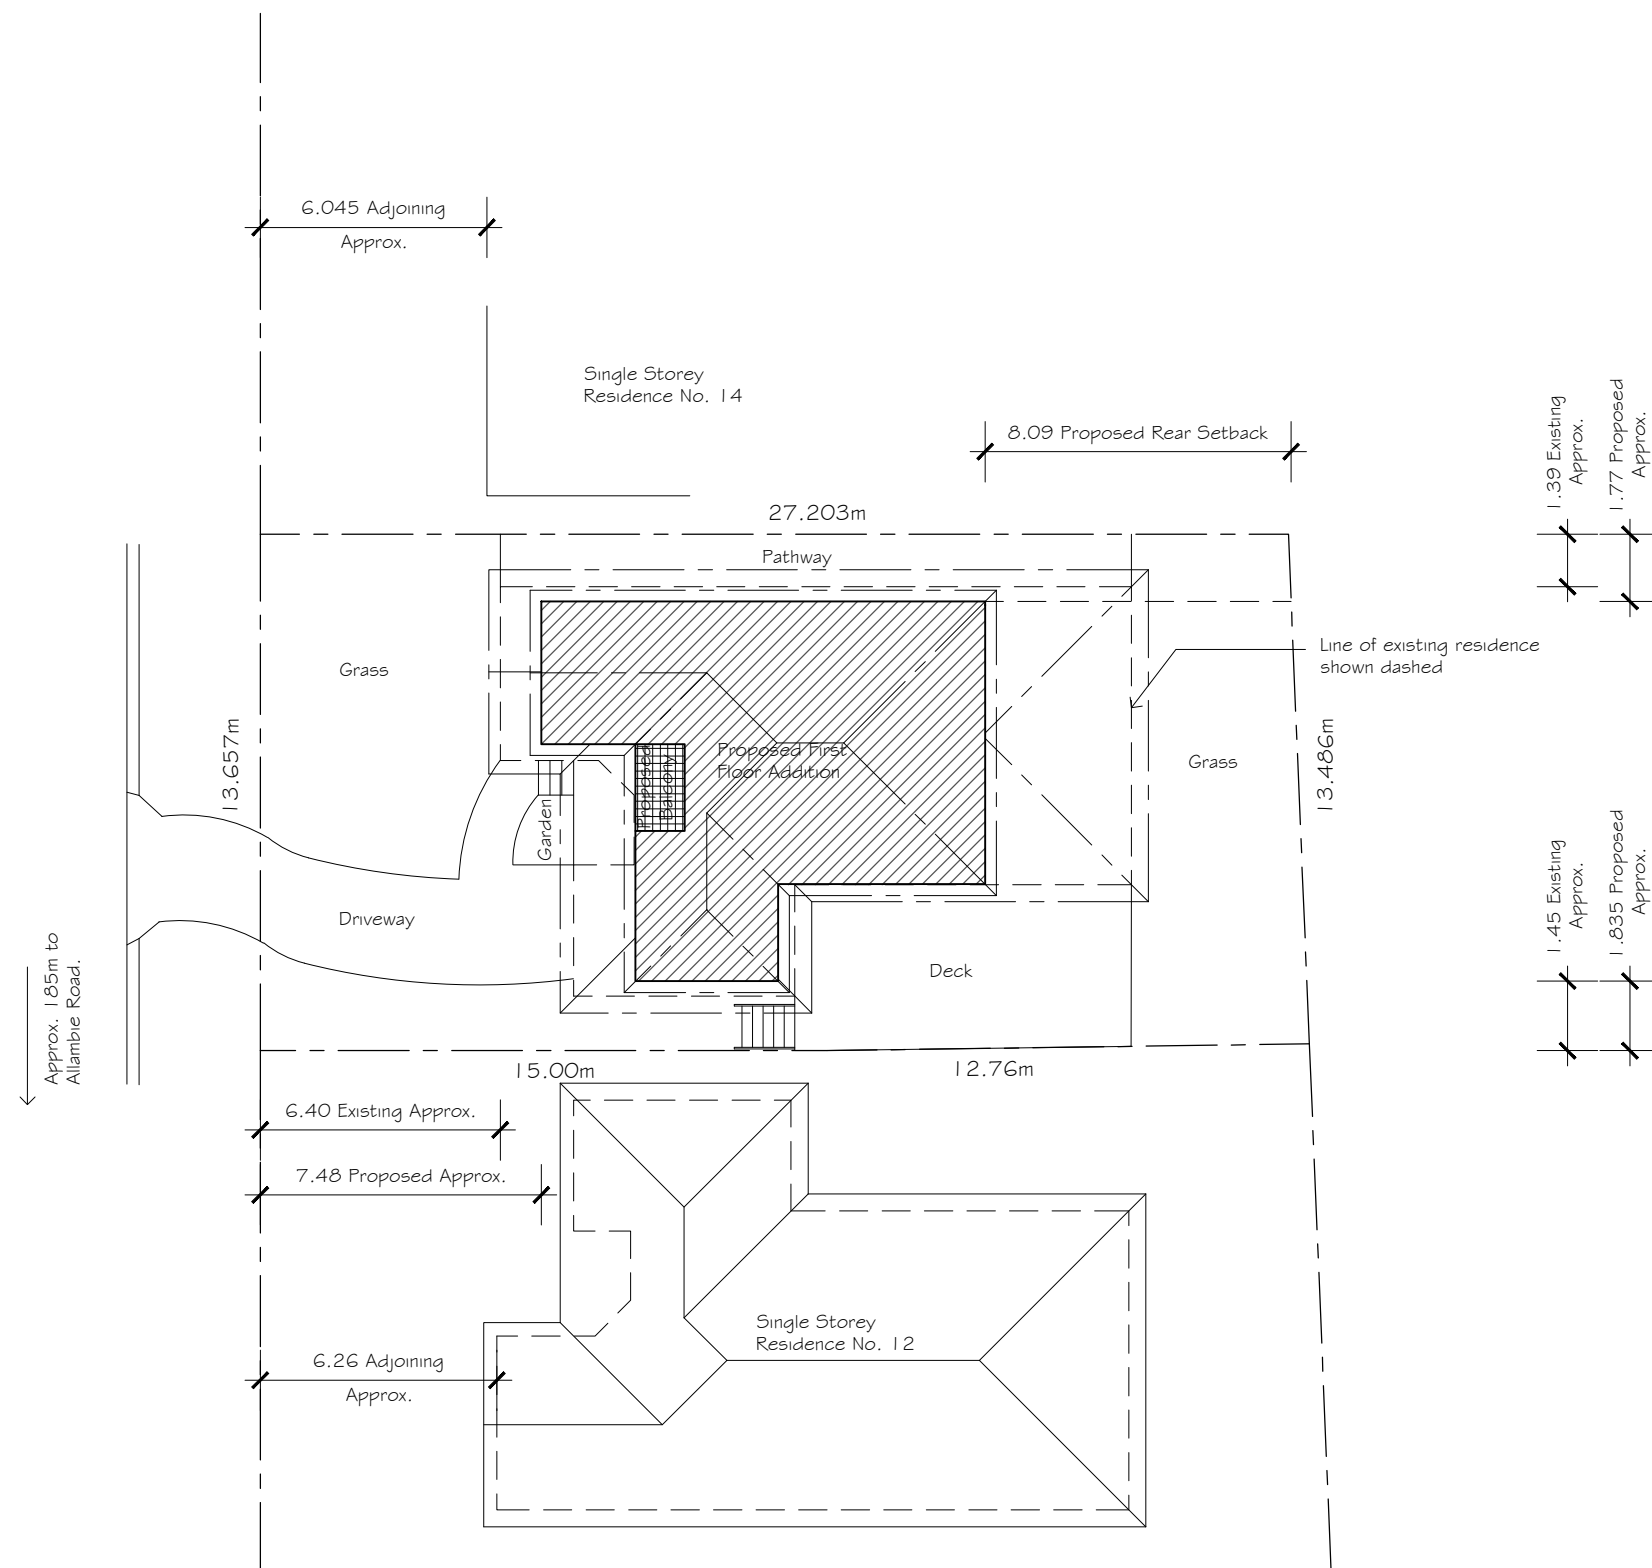 6.045 Adjoining
Approx.
Single Storey
Residence No. 14
8.09 Proposed Rear Setback
1.39 Existing
Approx.
1.77 Proposed
Approx.
27.203m
Pathway
Line of existing residence
shown dashed
Grass
13.657m
Proposed
Balcony
Proposed First
Floor Addition
Grass
13.486m
Garden
1.45 Existing
Approx.
1.835 Proposed
Approx.
Driveway
Deck
Approx. 185m to
Allambie Road.
15.00m
12.76m
6.40 Existing Approx.
7.48 Proposed Approx.
Single Storey
Residence No. 12
6.26 Adjoining
Approx.